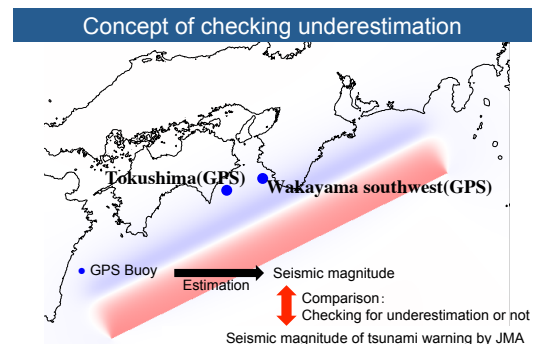 Concept of checking underestimation
Tokushima(GPS)
Wakayama southwest(GPS)
GPS Buoy
Estimation
Seismic magnitude
Comparison:
Checking for underestimation or not
Seismic magnitude of tsunami warning by JMA